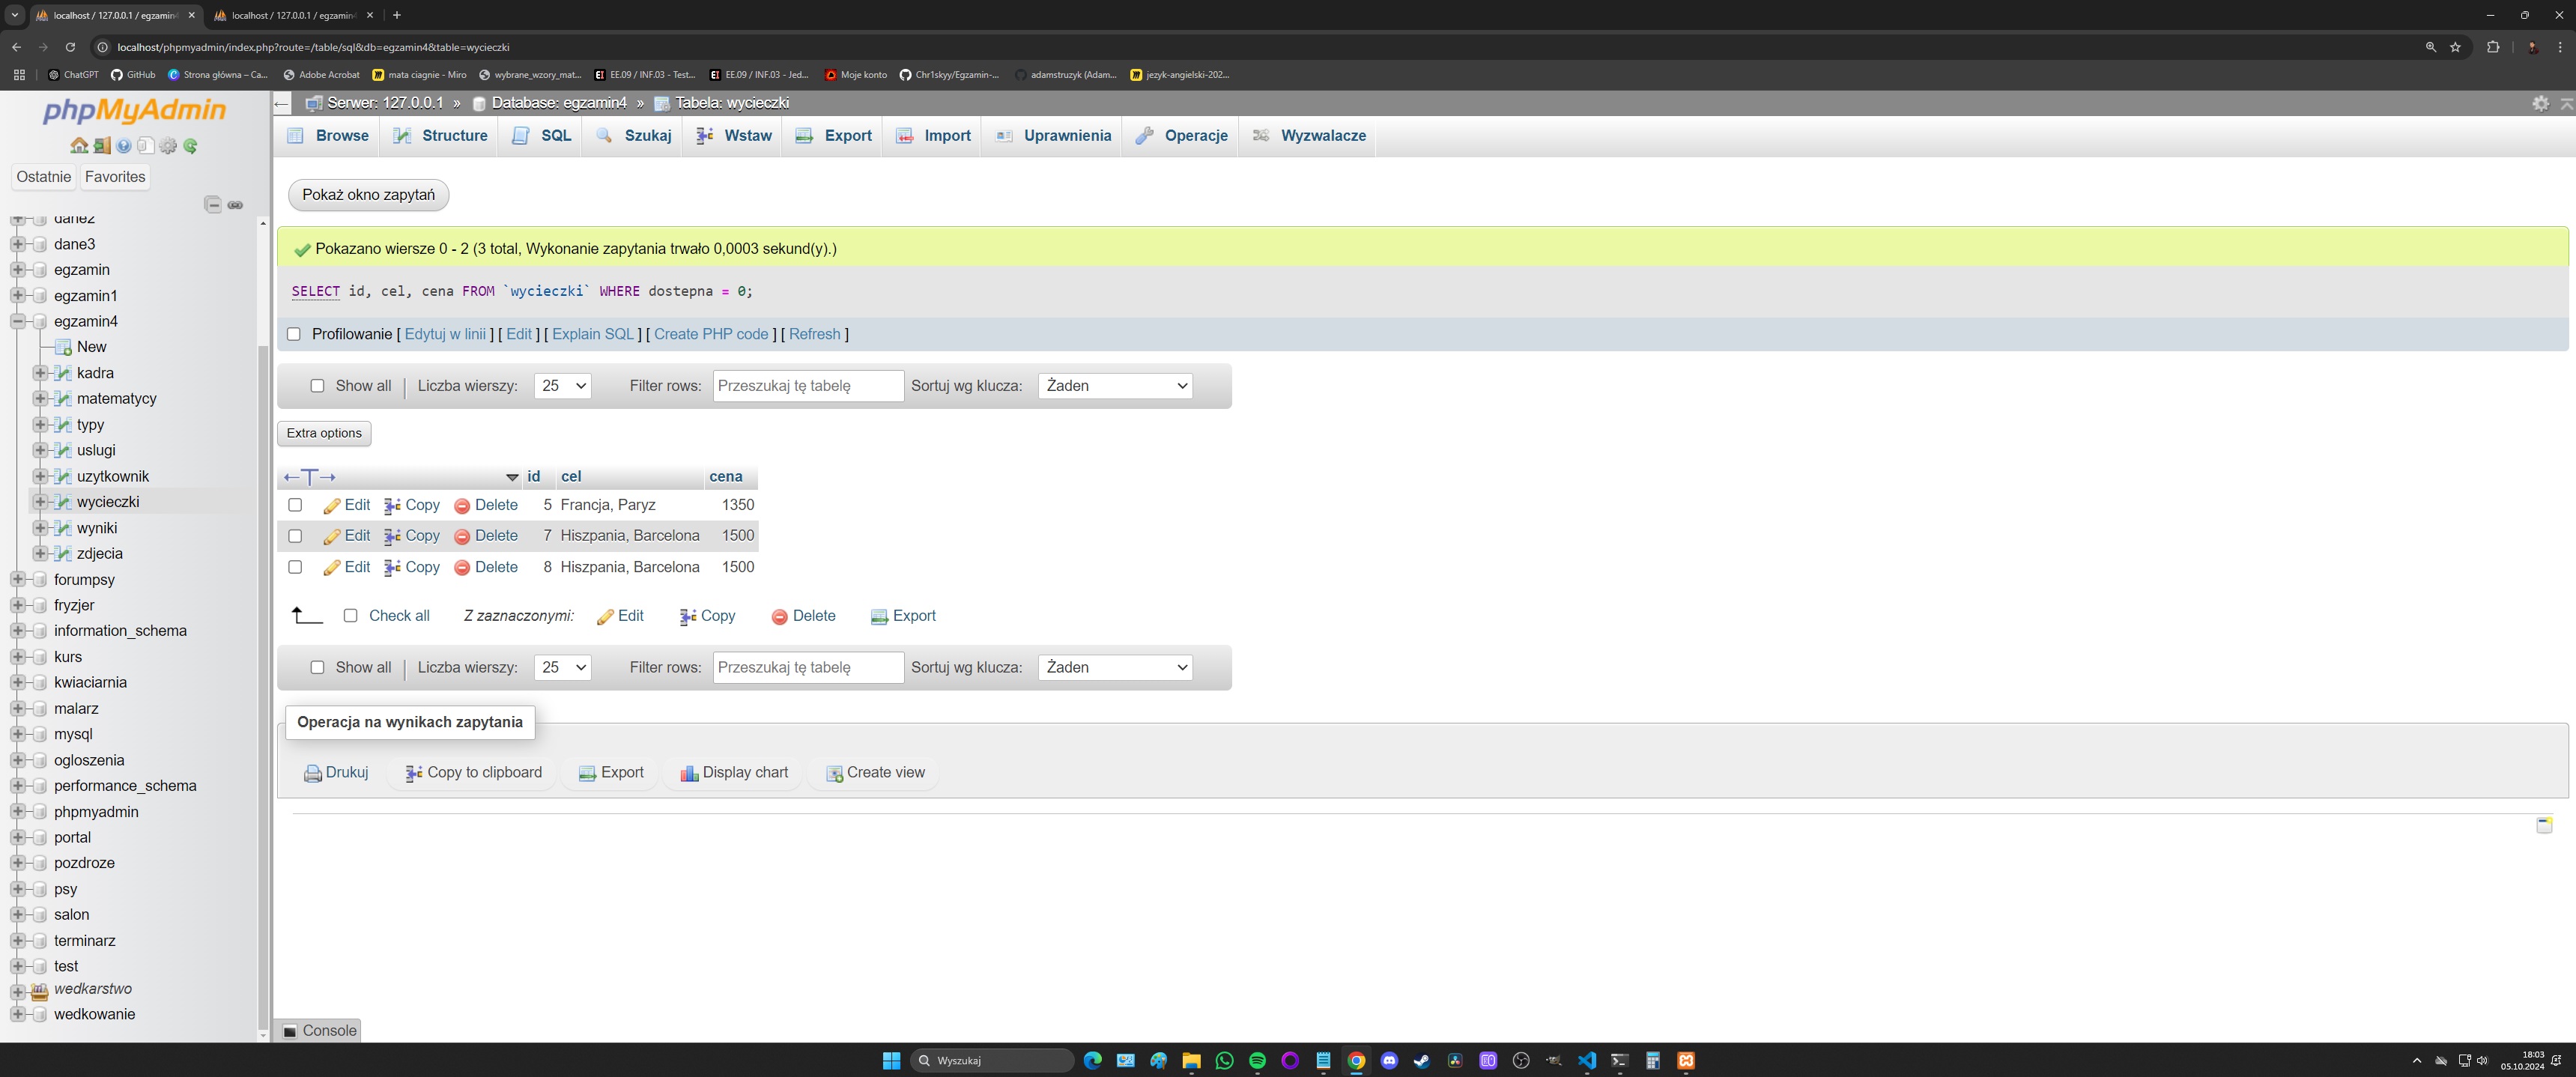 localhost / 127.0.0.1 / egzamin
localhost / 127.0.0.1 / egzamin
localhost/phpmyadmin/index.php?route=/table/sql&db=egzamin4&table=wycieczki
ChatGPT GitHub Strona główna – Ca... Adobe Acrobat mata ciagnie - Miro wybrane_wzory_mat... EE.09 / INF.03 - Test... EE.09 / INF.03 - Jed... Moje konto Chr1skyy/Egzamin-... adamstruzyk (Adam... jezyk-angielski-202...
phpMyAdmin
Ostatnie Favorites
dane2
dane3
egzamin
egzamin1
egzamin4
New
kadra
matematycy
typy
uslugi
uzytkownik
wycieczki
wyniki
zdjecia
forumpsy
fryzjer
information_schema
kurs
kwiaciarnia
malarz
mysql
ogloszenia
performance_schema
phpmyadmin
portal
pozdroze
psy
salon
terminarz
test
wedkarstwo
wedkowanie
Serwer: 127.0.0.1 » Database: egzamin4 » Tabela: wycieczki
Browse Structure SQL Szukaj Wstaw Export Import Uprawnienia Operacje Wyzwalacze
Pokaż okno zapytań
Pokazano wiersze 0 - 2 (3 total, Wykonanie zapytania trwało 0,0003 sekund(y).)
SELECT id, cel, cena FROM `wycieczki` WHERE dostepna = 0;
Profilowanie [ Edytuj w linii ] [ Edit ] [ Explain SQL ] [ Create PHP code ] [ Refresh ]
Show all | Liczba wierszy: 25 Filter rows: Przeszukaj tę tabelę Sortuj wg klucza: Żaden
Extra options
id cel cena
Edit Copy Delete 5 Francja, Paryz 1350
Edit Copy Delete 7 Hiszpania, Barcelona 1500
Edit Copy Delete 8 Hiszpania, Barcelona 1500
Check all Z zaznaczonymi: Edit Copy Delete Export
Show all | Liczba wierszy: 25 Filter rows: Przeszukaj tę tabelę Sortuj wg klucza: Żaden
Operacja na wynikach zapytania
Drukuj Copy to clipboard Export Display chart Create view
Console
Wyszukaj
18:03
05.10.2024